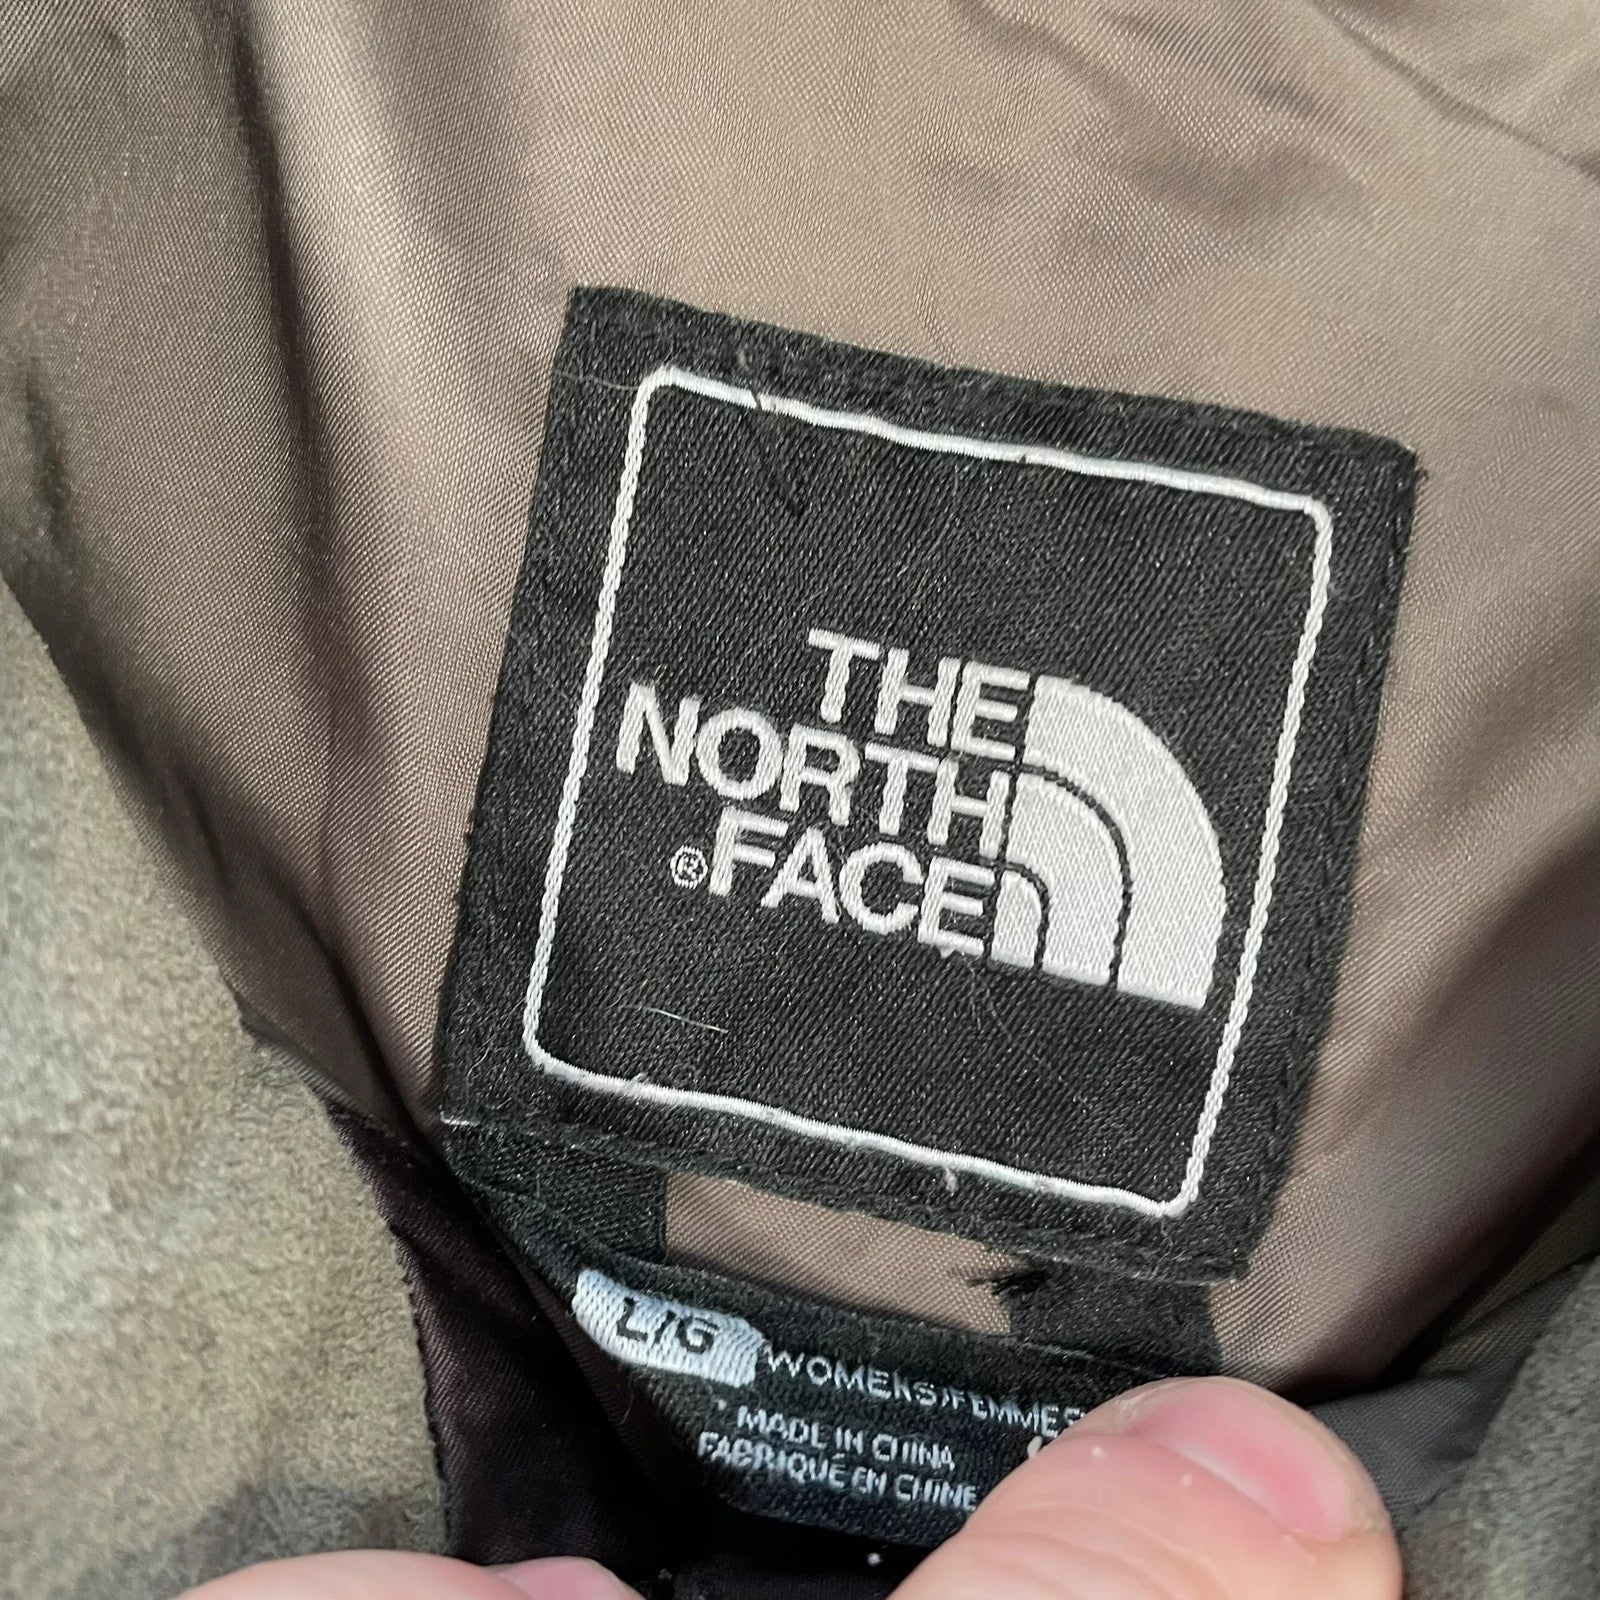 THE
NORTH
®FACE
L/G WOMENS/FEMMES
MADE IN CHINA
FABRIQUÉ EN CHINE